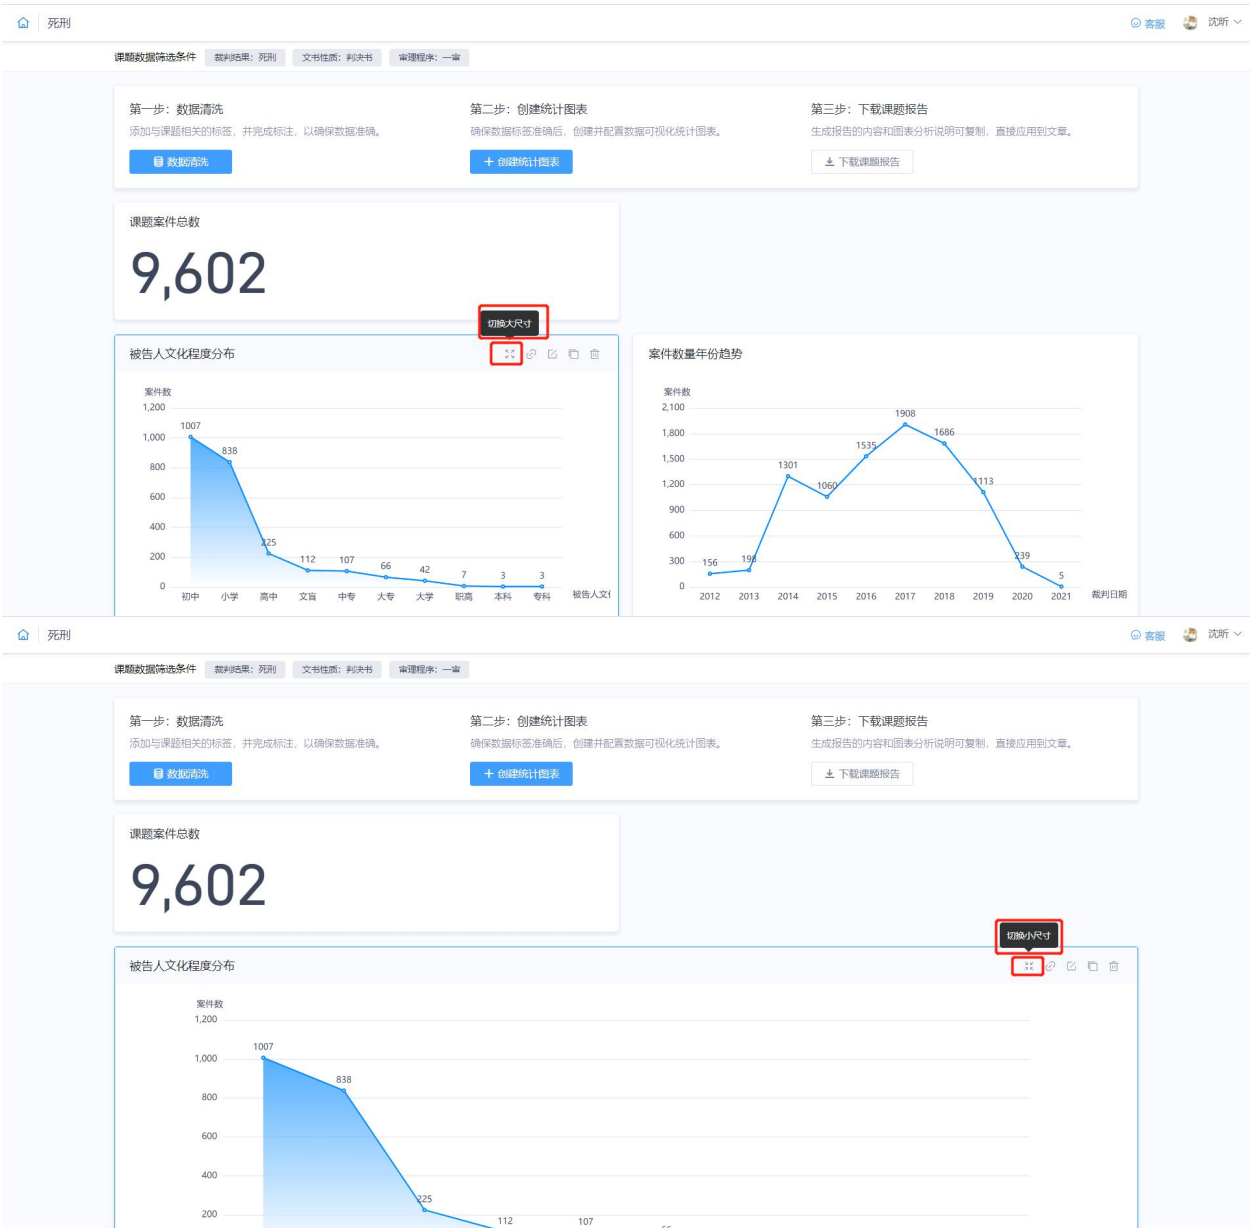 死刑
客服
沈昕
课题数据筛选条件 裁判结果：死刑 文书性质：判决书 审理程序：一审
第一步：数据清洗
添加与课题相关的标签，并完成标注，以确保数据准确。
数据清洗
第二步：创建统计图表
确保数据标签准确后，创建并配置数据可视化统计图表。
创建统计图表
第三步：下载课题报告
生成报告的内容和图表分析说明可复制，直接应用到文章。
下载课题报告
课题案件总数
9,602
切换大尺寸
被告人文化程度分布
案件数
1,200
1,000
800
600
400
200
0
1007
838
225
112
107
66
42
7
3
3
初中 小学 高中 文盲 中专 大专 大学 职高 本科 专科
被告人文化
案件数量年份趋势
案件数
2,100
1,800
1,500
1,200
900
600
300
0
156
198
1301
1060
1535
1908
1686
1113
239
5
2012 2013 2014 2015 2016 2017 2018 2019 2020 2021
裁判日期
死刑
客服
沈昕
课题数据筛选条件 裁判结果：死刑 文书性质：判决书 审理程序：一审
第一步：数据清洗
添加与课题相关的标签，并完成标注，以确保数据准确。
数据清洗
第二步：创建统计图表
确保数据标签准确后，创建并配置数据可视化统计图表。
创建统计图表
第三步：下载课题报告
生成报告的内容和图表分析说明可复制，直接应用到文章。
下载课题报告
课题案件总数
9,602
切换小尺寸
被告人文化程度分布
案件数
1,200
1,000
800
600
400
200
1007
838
225
112
107